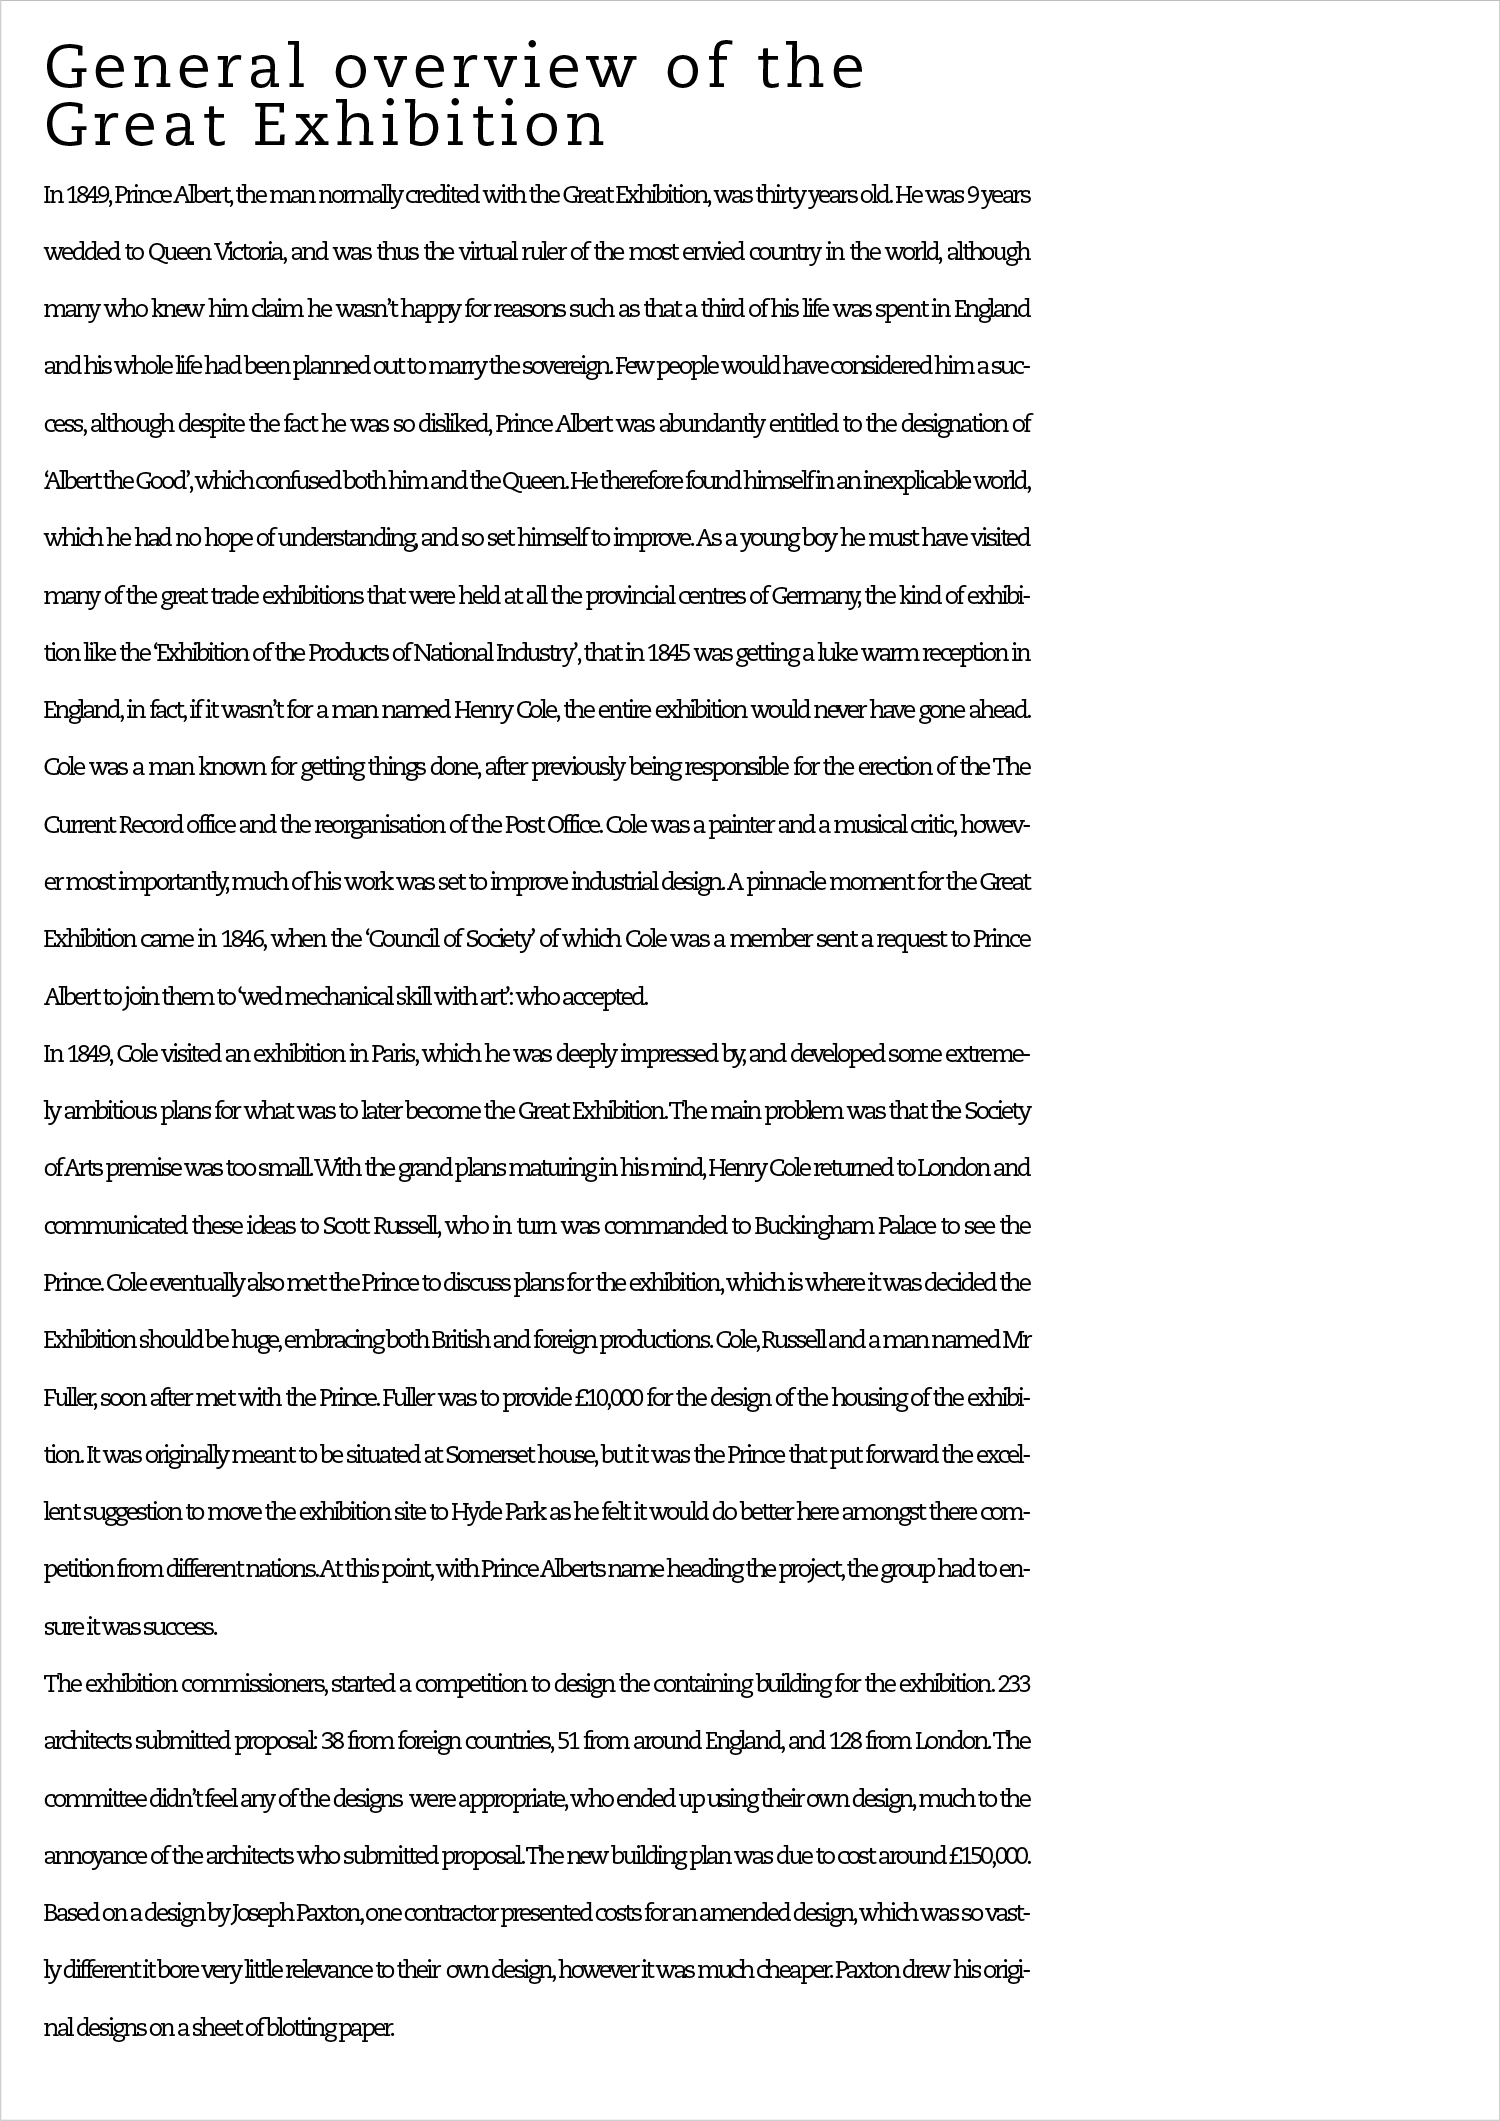 General overview of the
Great Exhibition
In 1849, Prince Albert, the man normally credited with the Great Exhibition, was thirty years old. He was 9 years
wedded to Queen Victoria, and was thus the virtual ruler of the most envied country in the world, although
many who knew him claim he wasn’t happy for reasons such as that a third of his life was spent in England
and his whole life had been planned out to marry the sovereign. Few people would have considered him a suc-
cess, although despite the fact he was so disliked, Prince Albert was abundantly entitled to the designation of
‘Albert the Good’, which confused both him and the Queen. He therefore found himself in an inexplicable world,
which he had no hope of understanding, and so set himself to improve. As a young boy he must have visited
many of the great trade exhibitions that were held at all the provincial centres of Germany, the kind of exhibi-
tion like the ‘Exhibition of the Products of National Industry’, that in 1845 was getting a luke warm reception in
England, in fact, if it wasn’t for a man named Henry Cole, the entire exhibition would never have gone ahead.
Cole was a man known for getting things done, after previously being responsible for the erection of the The
Current Record office and the reorganisation of the Post Office. Cole was a painter and a musical critic, howev-
er most importantly, much of his work was set to improve industrial design. A pinnacle moment for the Great
Exhibition came in 1846, when the ‘Council of Society’ of which Cole was a member sent a request to Prince
Albert to join them to ‘wed mechanical skill with art’: who accepted.
In 1849, Cole visited an exhibition in Paris, which he was deeply impressed by, and developed some extreme-
ly ambitious plans for what was to later become the Great Exhibition. The main problem was that the Society
of Arts premise was too small. With the grand plans maturing in his mind, Henry Cole returned to London and
communicated these ideas to Scott Russell, who in turn was commanded to Buckingham Palace to see the
Prince. Cole eventually also met the Prince to discuss plans for the exhibition, which is where it was decided the
Exhibition should be huge, embracing both British and foreign productions. Cole, Russell and a man named Mr
Fuller, soon after met with the Prince. Fuller was to provide £10,000 for the design of the housing of the exhibi-
tion. It was originally meant to be situated at Somerset house, but it was the Prince that put forward the excel-
lent suggestion to move the exhibition site to Hyde Park as he felt it would do better here amongst there com-
petition from different nations. At this point, with Prince Alberts name heading the project, the group had to en-
sure it was success.
The exhibition commissioners, started a competition to design the containing building for the exhibition. 233
architects submitted proposal: 38 from foreign countries, 51 from around England, and 128 from London. The
committee didn’t feel any of the designs were appropriate, who ended up using their own design, much to the
annoyance of the architects who submitted proposal. The new building plan was due to cost around £150,000.
Based on a design by Joseph Paxton, one contractor presented costs for an amended design, which was so vast-
ly different it bore very little relevance to their own design, however it was much cheaper. Paxton drew his origi-
nal designs on a sheet of blotting paper.